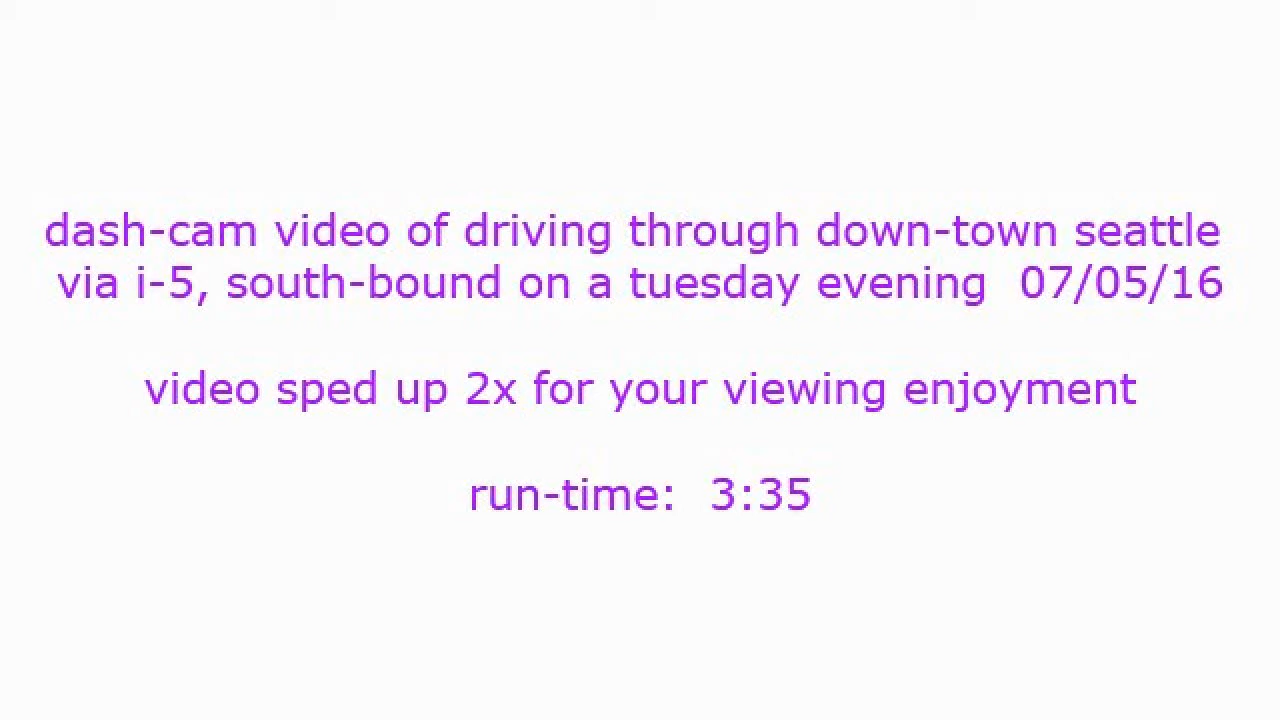 dash-cam video of driving through down-town seattle
via i-5, south-bound on a tuesday evening  07/05/16
video sped up 2x for your viewing enjoyment
run-time:  3:35